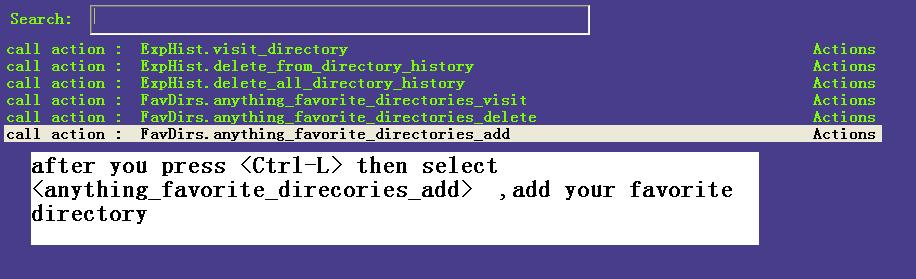 Search:
call action : ExpHist.visit_directory Actions
call action : ExpHist.delete_from_directory_history Actions
call action : ExpHist.delete_all_directory_history Actions
call action : FavDirs.anything_favorite_directories_visit Actions
call action : FavDirs.anything_favorite_directories_delete Actions
call action : FavDirs.anything_favorite_directories_add Actions
after you press <Ctrl-L> then select
<anything_favorite_direcories_add> ,add your favorite
directory